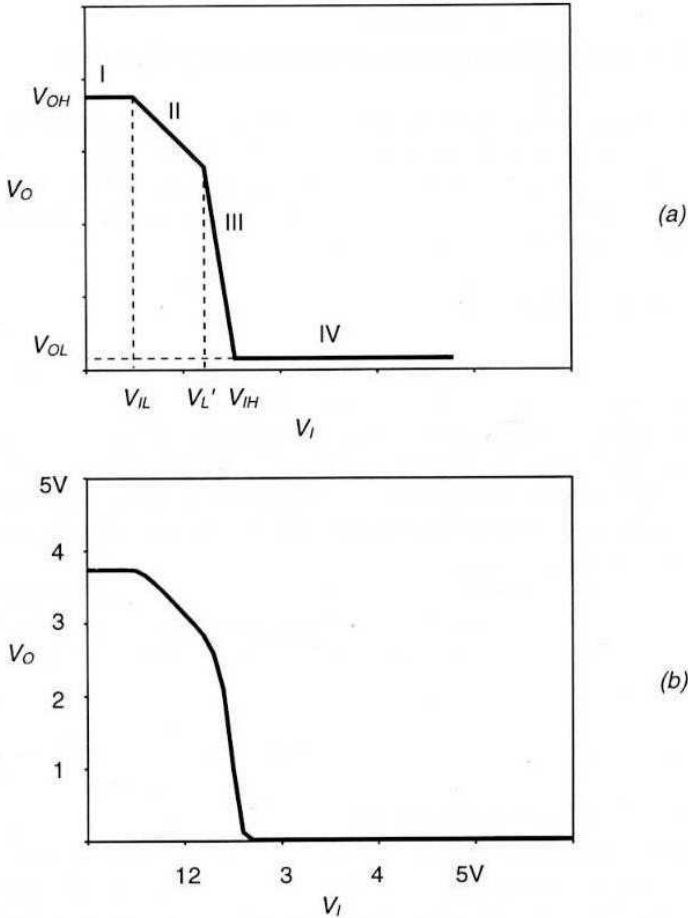 I
V_OH
II
V_O
III
(a)
IV
V_OL
V_IL V_L' V_IH
V_I
5V
4
3
V_O
2
(b)
1
12 3 4 5V
V_I